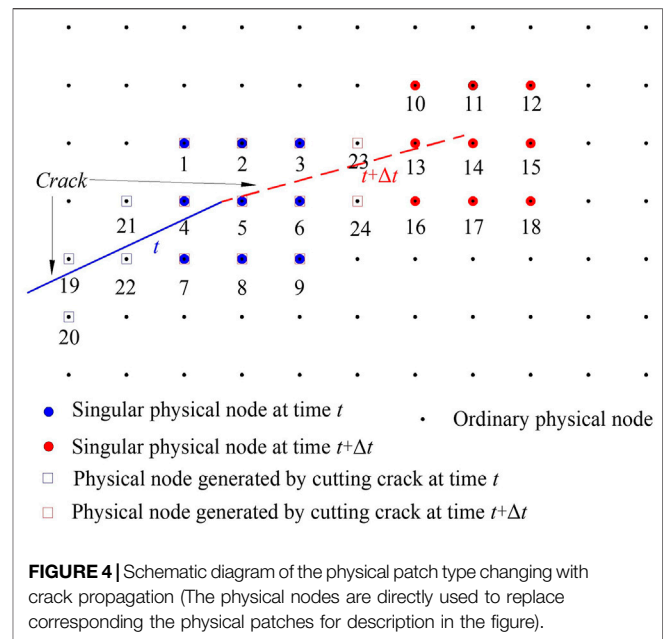 10 11 12
1 2 3 23 13 14 15
Crack
t+Δt
21 4 5 6 24 16 17 18
t
19 22 7 8 9
20
Singular physical node at time t
Ordinary physical node
Singular physical node at time t+Δt
Physical node generated by cutting crack at time t
Physical node generated by cutting crack at time t+Δt
FIGURE 4 | Schematic diagram of the physical patch type changing with
crack propagation (The physical nodes are directly used to replace
corresponding the physical patches for description in the figure).